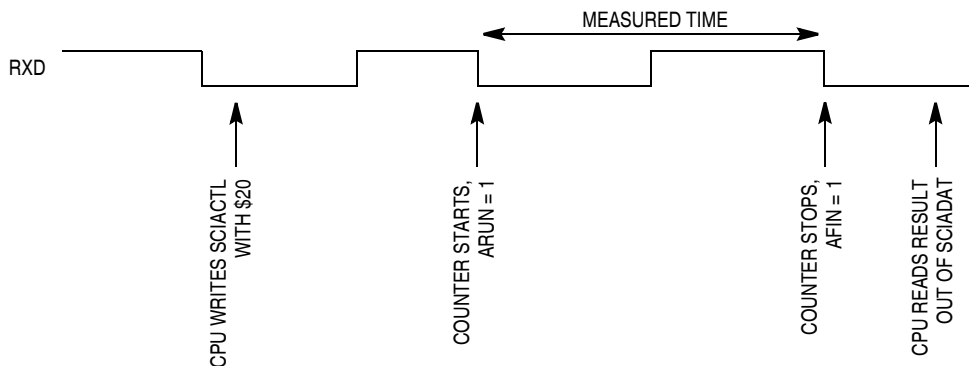 MEASURED TIME
RXD
CPU WRITES SCIACTL
WITH $20
COUNTER STARTS,
ARUN = 1
COUNTER STOPS,
AFIN = 1
CPU READS RESULT
OUT OF SCIADAT